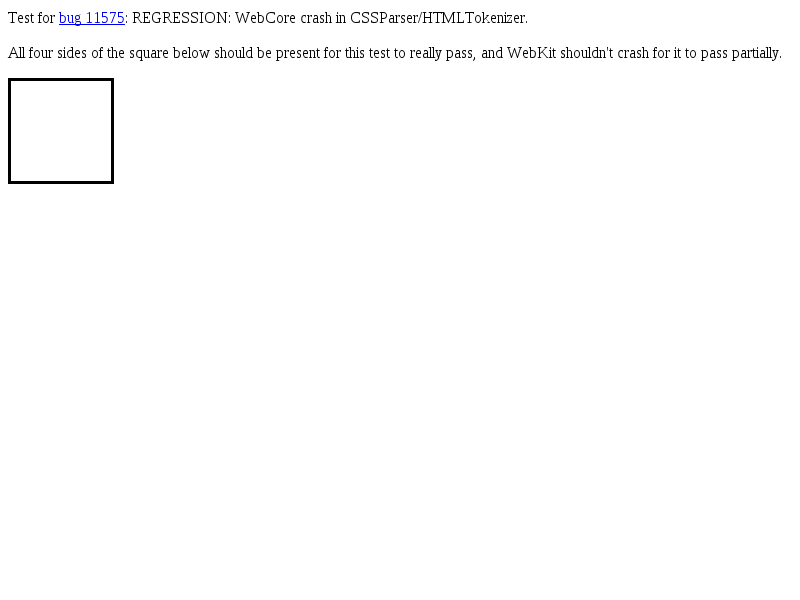 Test for bug 11575: REGRESSION: WebCore crash in CSSParser/HTMLTokenizer.
All four sides of the square below should be present for this test to really pass, and WebKit shouldn't crash for it to pass partially.